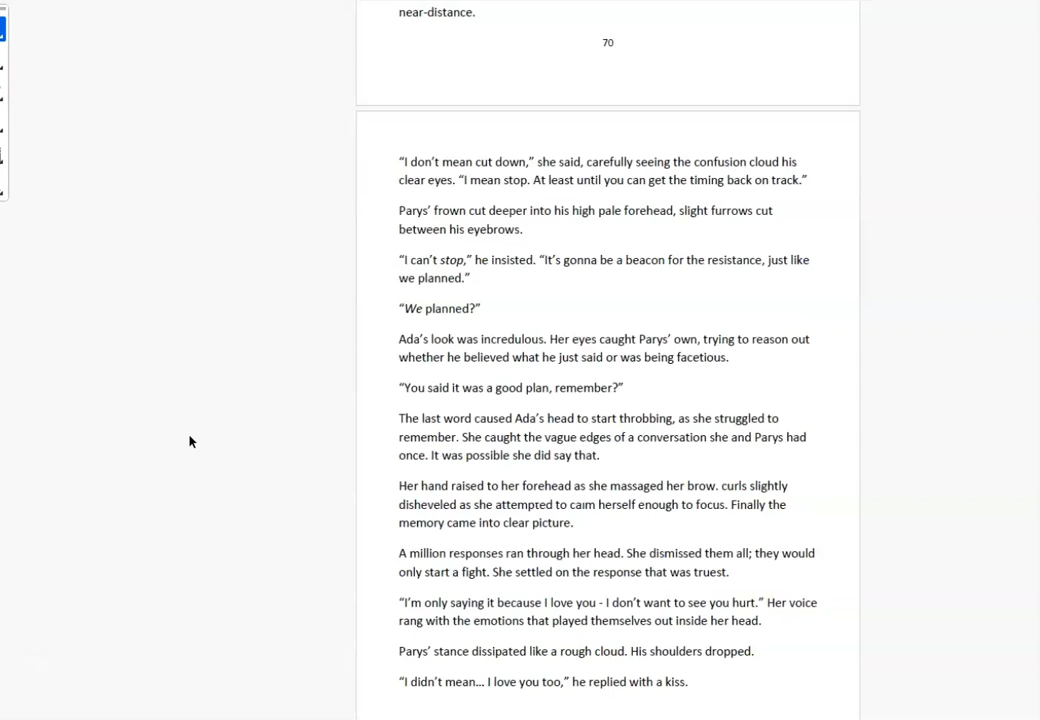 near-distance.
70
“I don’t mean cut down,” she said, carefully seeing the confusion cloud his
clear eyes. “I mean stop. At least until you can get the timing back on track.”
Parys’ frown cut deeper into his high pale forehead, slight furrows cut
between his eyebrows.
“I can’t stop,” he insisted. “It’s gonna be a beacon for the resistance, just like
we planned.”
“We planned?”
Ada’s look was incredulous. Her eyes caught Parys’ own, trying to reason out
whether he believed what he just said or was being facetious.
“You said it was a good plan, remember?”
The last word caused Ada’s head to start throbbing, as she struggled to
remember. She caught the vague edges of a conversation she and Parys had
once. It was possible she did say that.
Her hand raised to her forehead as she massaged her brow. curls slightly
disheveled as she attempted to calm herself enough to focus. Finally the
memory came into clear picture.
A million responses ran through her head. She dismissed them all; they would
only start a fight. She settled on the response that was truest.
“I’m only saying it because I love you - I don’t want to see you hurt.” Her voice
rang with the emotions that played themselves out inside her head.
Parys’ stance dissipated like a rough cloud. His shoulders dropped.
“I didn’t mean… I love you too,” he replied with a kiss.